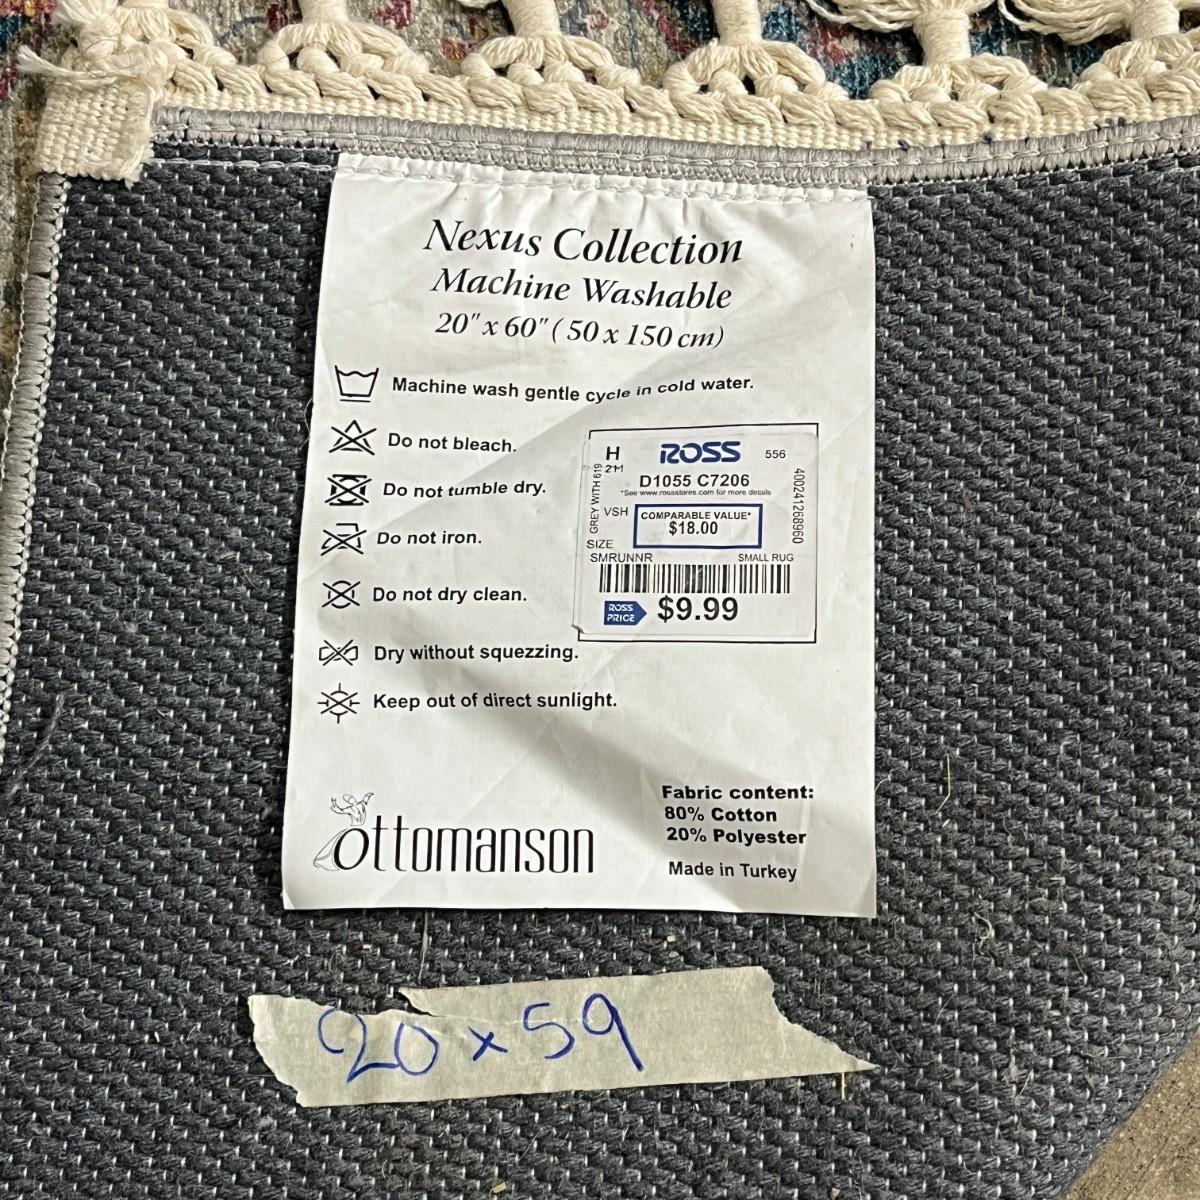 Nexus Collection
Machine Washable
20" x 60" ( 50 x 150 cm)
Machine wash gentle cycle in cold water.
Do not bleach.
Do not tumble dry.
Do not iron.
Do not dry clean.
Dry without squezzing.
Keep out of direct sunlight.
H ROSS 556
211
D1055 C7206
*See www.rossstores.com for more details
GREY WITH 619
VSH
COMPARABLE VALUE*
$18.00
400241268960
SIZE
SMRUNNR SMALL RUG
ROSS PRICE $9.99
Fabric content:
80% Cotton
20% Polyester
Made in Turkey
ottomanson
20 x 59